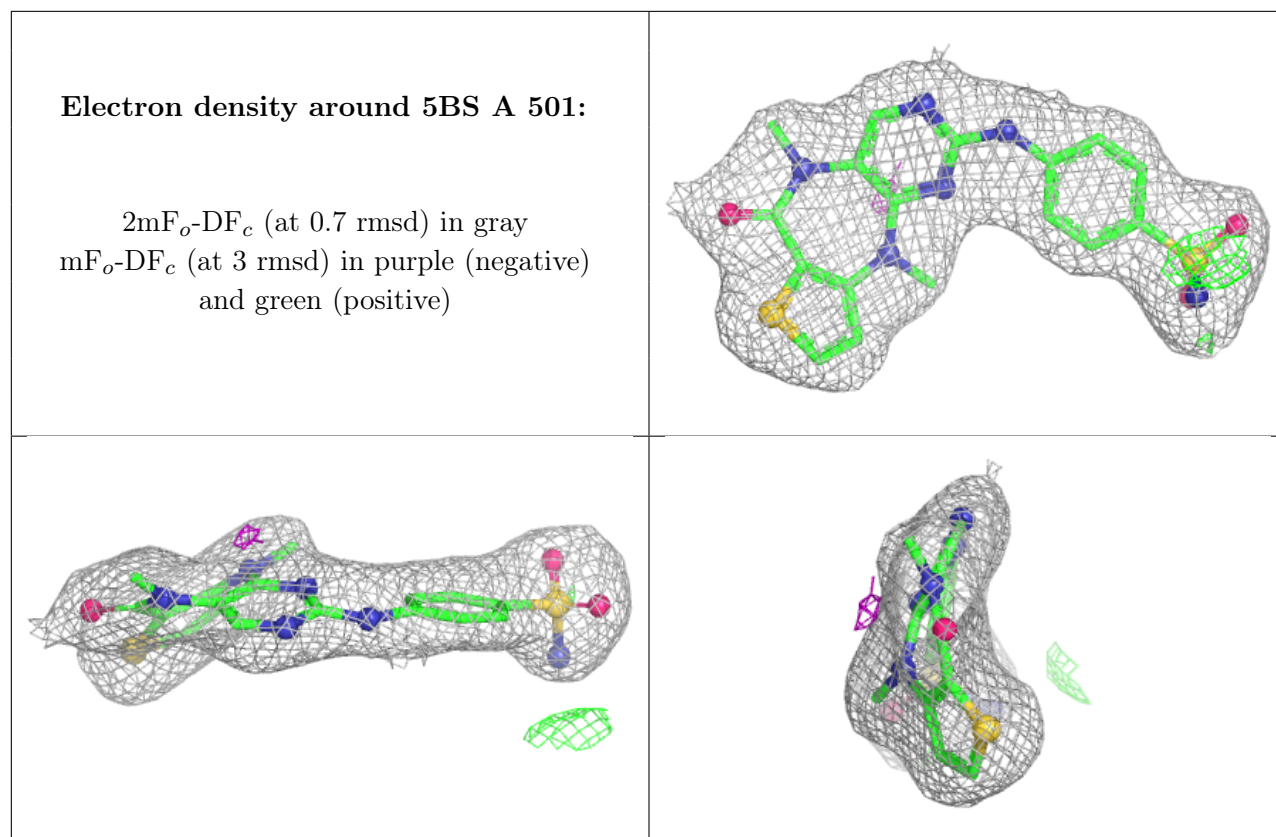 Electron density around 5BS A 501:
2mFo-DFc (at 0.7 rmsd) in gray
mFo-DFc (at 3 rmsd) in purple (negative)
and green (positive)